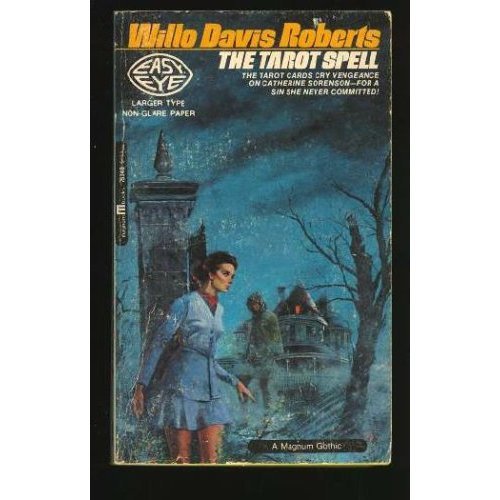 Willo Davis Roberts
THE TAROT SPELL
THE TAROT CARDS CRY VENGEANCE
ON CATHERINE SORENSON—FOR A
SIN SHE NEVER COMMITTED!
EASY
EYE
LARGER TYPE
NON-GLARE PAPER
A Magnum Gothic